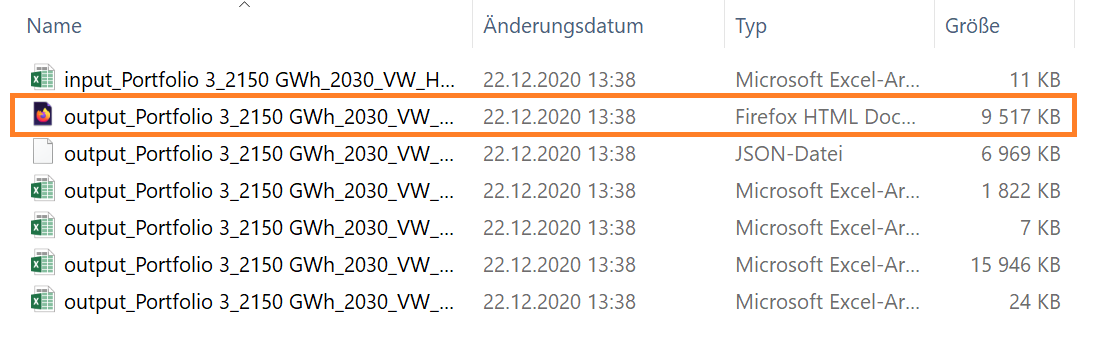 Name Änderungsdatum Typ Größe
input_Portfolio 3_2150 GWh_2030_VW_H... 22.12.2020 13:38 Microsoft Excel-Ar... 11 KB
output_Portfolio 3_2150 GWh_2030_VW_... 22.12.2020 13:38 Firefox HTML Doc... 9 517 KB
output_Portfolio 3_2150 GWh_2030_VW_... 22.12.2020 13:38 JSON-Datei 6 969 KB
output_Portfolio 3_2150 GWh_2030_VW_... 22.12.2020 13:38 Microsoft Excel-Ar... 1 822 KB
output_Portfolio 3_2150 GWh_2030_VW_... 22.12.2020 13:38 Microsoft Excel-Ar... 7 KB
output_Portfolio 3_2150 GWh_2030_VW_... 22.12.2020 13:38 Microsoft Excel-Ar... 15 946 KB
output_Portfolio 3_2150 GWh_2030_VW_... 22.12.2020 13:38 Microsoft Excel-Ar... 24 KB